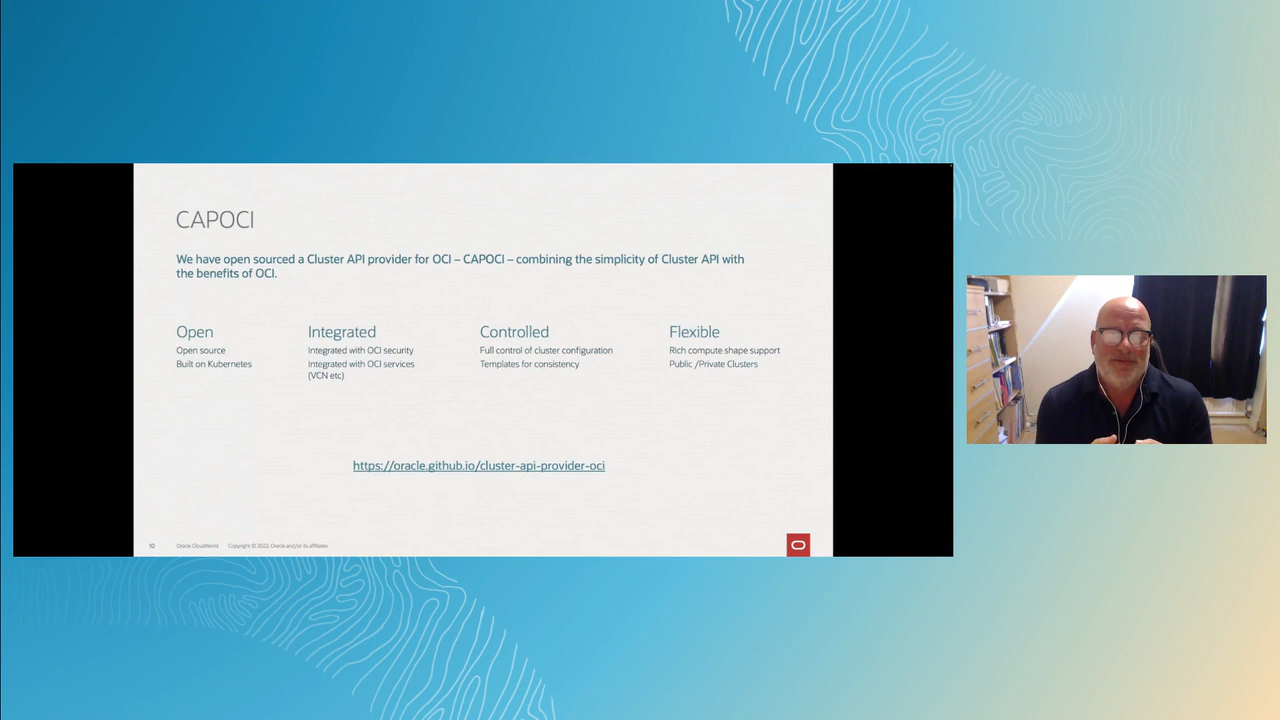 CAPOCI
We have open sourced a Cluster API provider for OCI – CAPOCI – combining the simplicity of Cluster API with
the benefits of OCI.
Open
Open source
Built on Kubernetes
Integrated
Integrated with OCI security
Integrated with OCI services
(VCN etc)
Controlled
Full control of cluster configuration
Templates for consistency
Flexible
Rich compute shape support
Public /Private Clusters
https://oracle.github.io/cluster-api-provider-oci
10 Oracle CloudWorld Copyright © 2022, Oracle and/or its affiliates